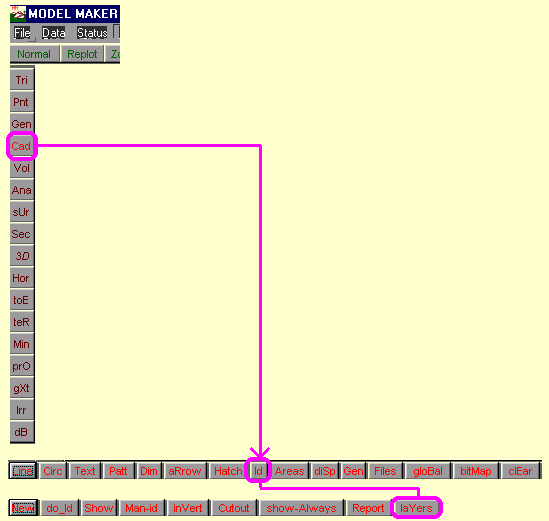 MODEL MAKER
File Data Status
Normal Replot
Tri
Pnt
Gen
Cad
Vol
Ana
sUr
Sec
3D
Hor
toE
teR
Min
prO
gXt
Irr
dB
Line Circ Text Patt Dim aRrow Hatch Id Areas diSp Gen Files gloBal bitMap clEar
New do_Id Show Man-id inVert Cutout show-Always Report laYers